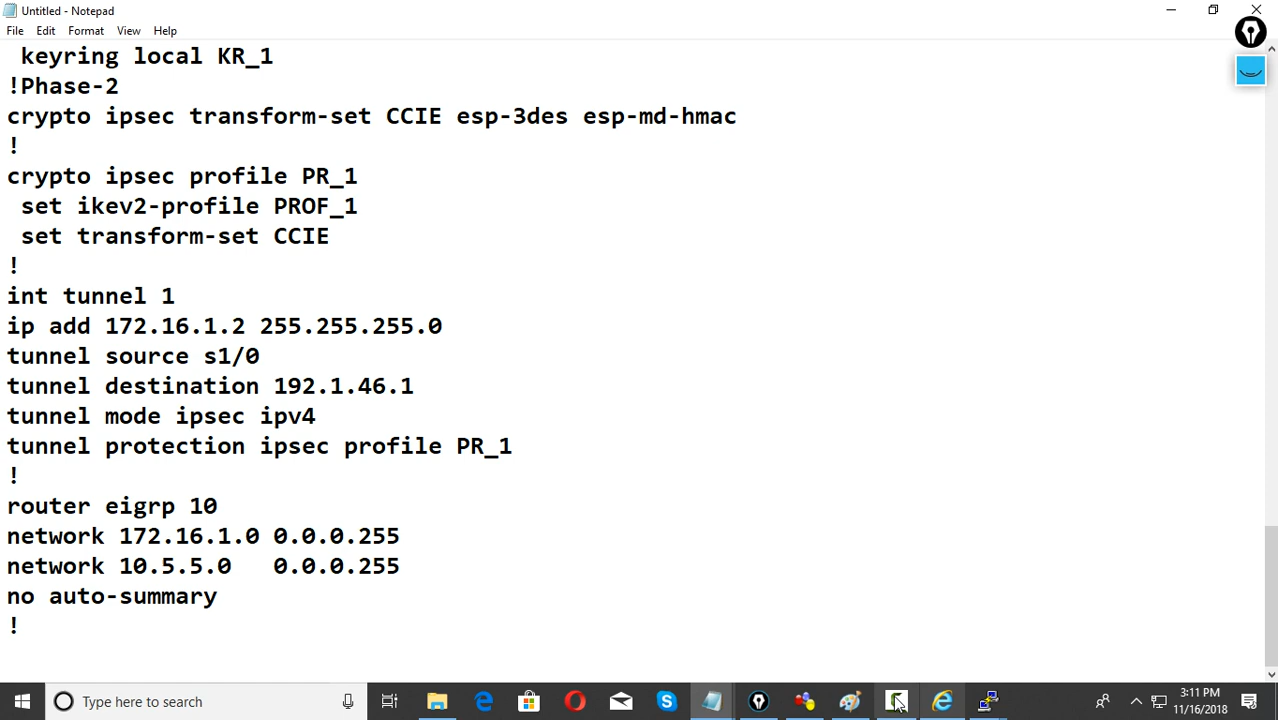 Untitled - Notepad
File Edit Format View Help
keyring local KR_1
!Phase-2
crypto ipsec transform-set CCIE esp-3des esp-md-hmac
!
crypto ipsec profile PR_1
set ikev2-profile PROF_1
set transform-set CCIE
!
int tunnel 1
ip add 172.16.1.2 255.255.255.0
tunnel source s1/0
tunnel destination 192.1.46.1
tunnel mode ipsec ipv4
tunnel protection ipsec profile PR_1
!
router eigrp 10
network 172.16.1.0 0.0.0.255
network 10.5.5.0 0.0.0.255
no auto-summary
!
Type here to search
3:11 PM
11/16/2018